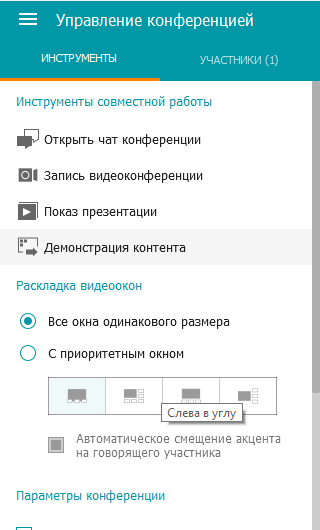 Управление конференцией
ИНСТРУМЕНТЫ
УЧАСТНИКИ (1)
Инструменты совместной работы
Открыть чат конференции
Запись видеоконференции
Показ презентации
Демонстрация контента
Раскладка видеоокон
Все окна одинакового размера
С приоритетным окном
Слева в углу
Автоматическое смещение акцента
на говорящего участника
Параметры конференции